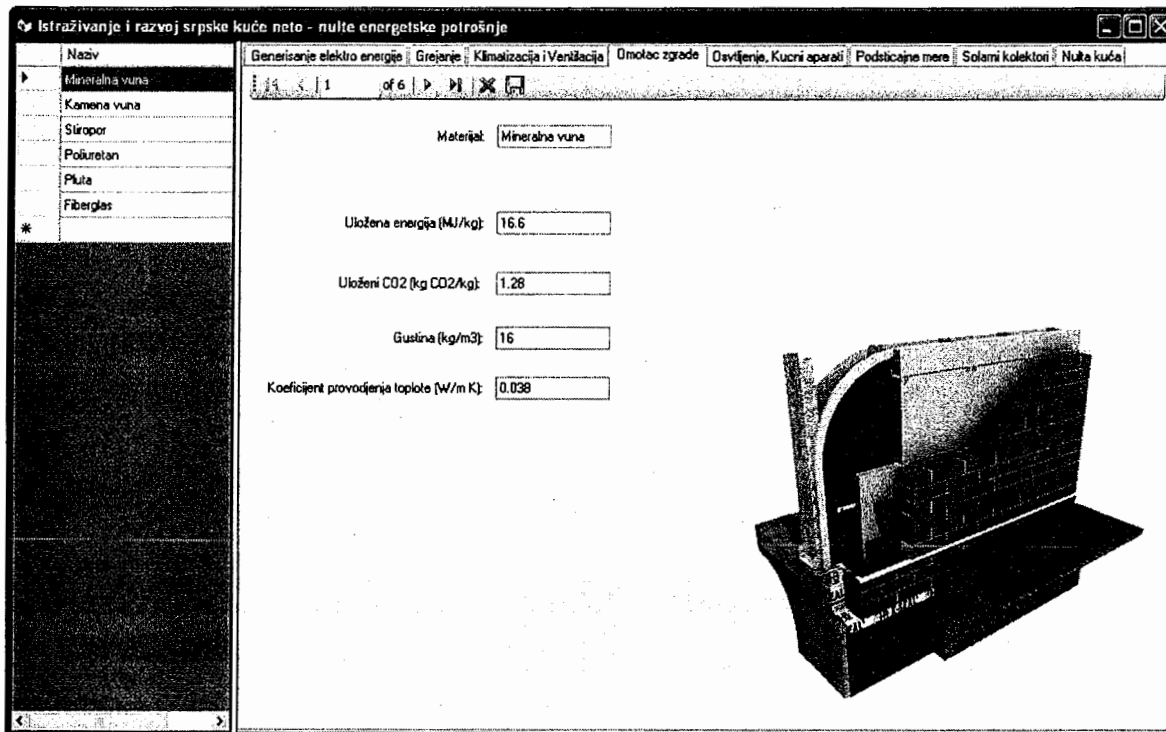 Istraživanje i razvoj srpske kuće neto - nulte energetske potrošnje
Naziv
Mineralna vuna
Kamena vuna
Stiropor
Poliuretan
Pluta
Fiberglas
*
Generisanje elektro energije Grejanje Klimatizacija i Ventilacija Omotac zgrade Osvtljenje, Kucni aparati Podsticajne mere Solarni kolektori Nulta kuća
1 of 6
Materijal: Mineralna vuna
Uložena energija (MJ/kg): 16.6
Uloženi CO2 (kg CO2/kg): 1.28
Gustina (kg/m3): 16
Koeficijent provodjenja toplote (W/m K): 0.038